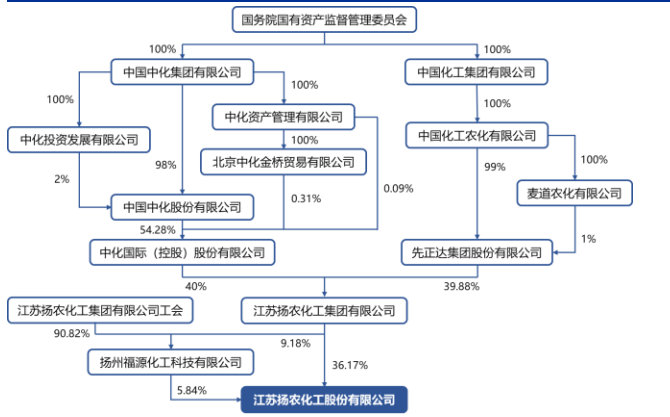 国务院国有资产监督管理委员会
100%
100%
中国中化集团有限公司
中国化工集团有限公司
100%
100%
100%
中化资产管理有限公司
中化投资发展有限公司
100%
中国化工农化有限公司
98%
北京中化金桥贸易有限公司
99%
100%
2%
0.31%
0.09%
麦道农化有限公司
中国中化股份有限公司
54.28%
1%
中化国际（控股）股份有限公司
先正达集团股份有限公司
40%
39.88%
江苏扬农化工集团有限公司工会
江苏扬农化工集团有限公司
90.82%
9.18%
扬州福源化工科技有限公司
36.17%
5.84%
江苏扬农化工股份有限公司